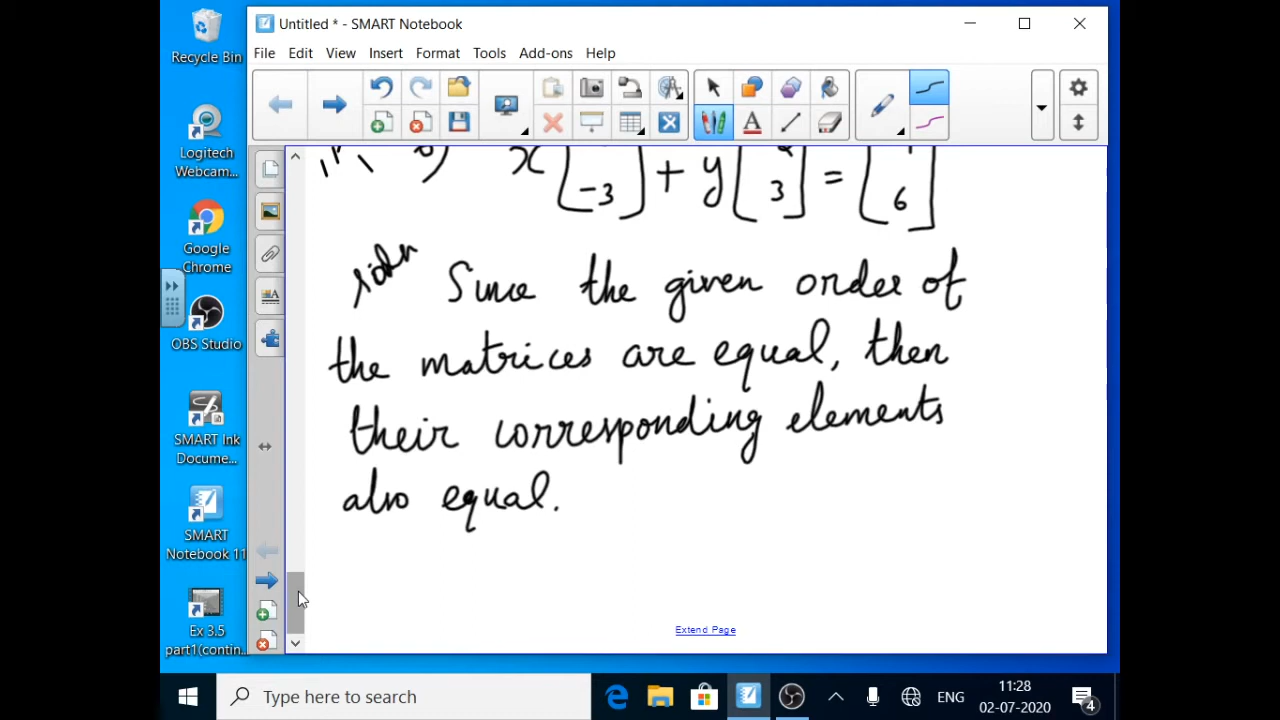 Recycle Bin
Logitech
Webcam...
Google
Chrome
OBS Studio
SMART Ink
Docume...
SMART
Notebook 11
Ex 3.5
part1(contin...
Untitled * - SMART Notebook
File Edit View Insert Format Tools Add-ons Help
x [ -3 ] + y [ 3 ] = [ 6 ]
Since the given order of
the matrices are equal, then
their corresponding elements
also equal.
Extend Page
Type here to search
ENG
11:28
02-07-2020
4